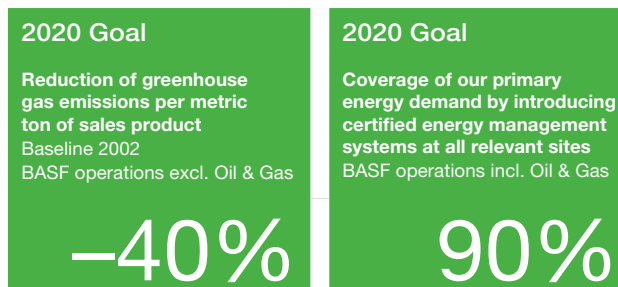 2020 Goal
Reduction of greenhouse
gas emissions per metric
ton of sales product
Baseline 2002
BASF operations excl. Oil & Gas
–40%
2020 Goal
Coverage of our primary
energy demand by introducing
certified energy management
systems at all relevant sites
BASF operations incl. Oil & Gas
90%